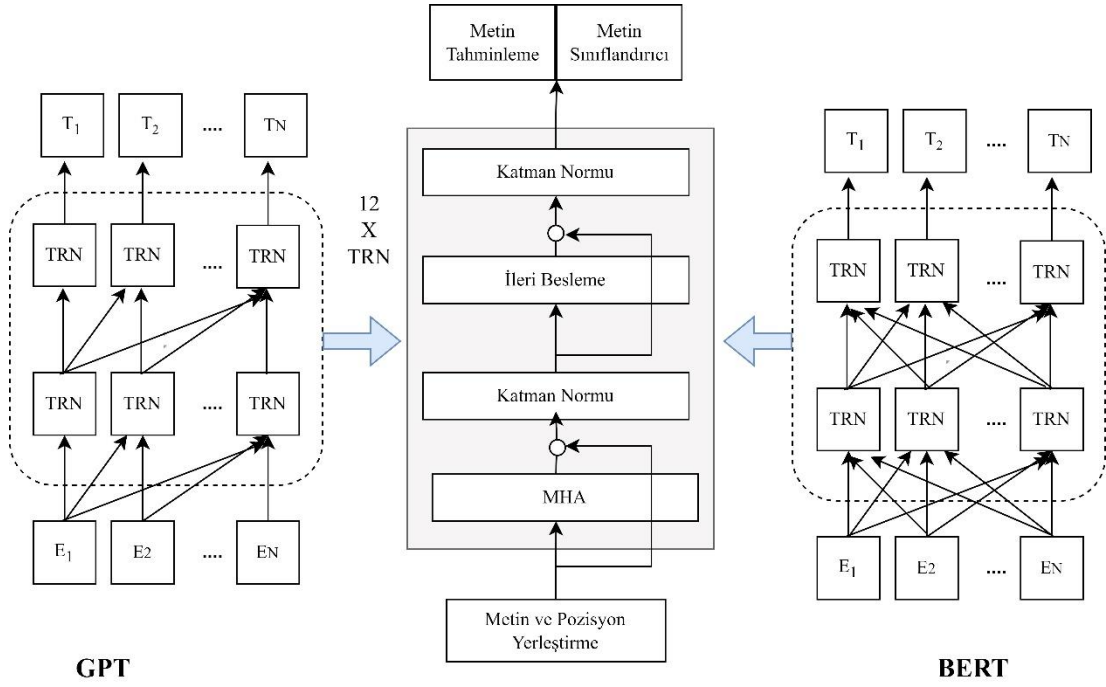 Metin
Tahminleme
Metin
Sınıflandırıcı
T1
T2
....
TN
TRN
TRN
....
TRN
TRN
TRN
....
TRN
E1
E2
....
EN
GPT
12
X
TRN
Katman Normu
İleri Besleme
Katman Normu
MHA
Metin ve Pozisyon
Yerleştirme
T1
T2
....
TN
TRN
TRN
....
TRN
TRN
TRN
....
TRN
E1
E2
....
EN
BERT